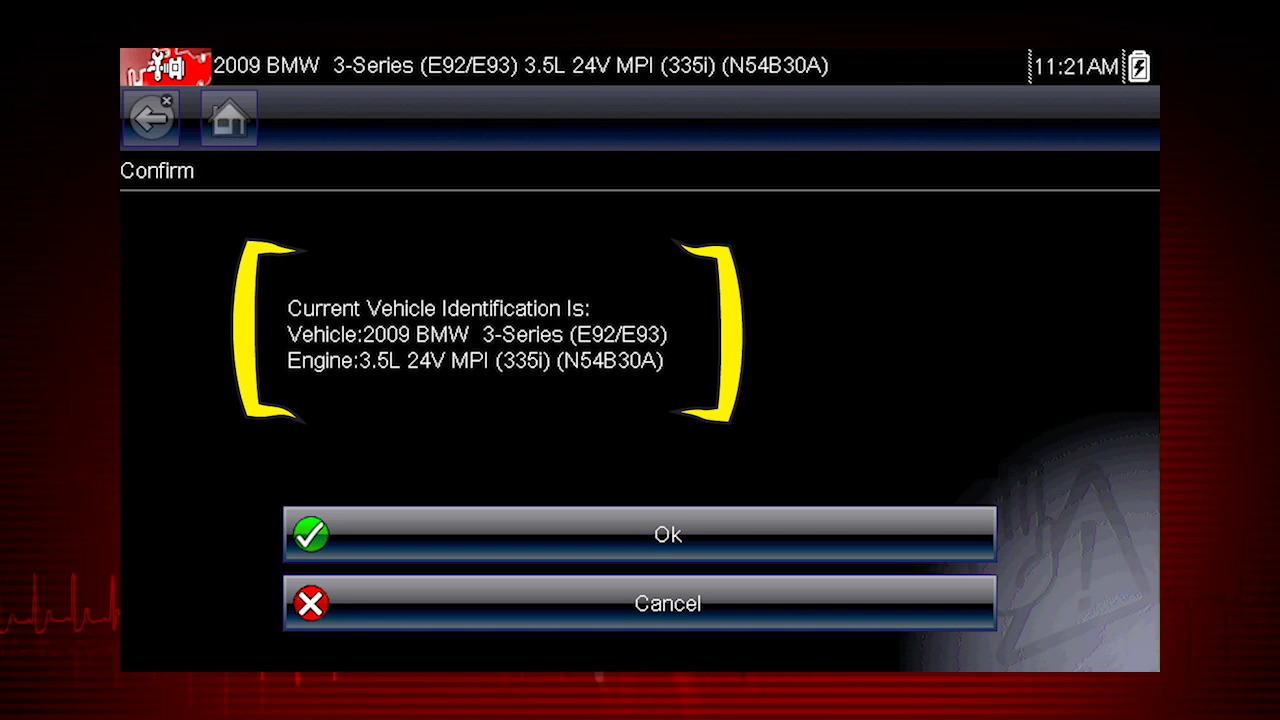 2009 BMW  3-Series (E92/E93) 3.5L 24V MPI (335i) (N54B30A)
11:21AM
Confirm
Current Vehicle Identification Is:
Vehicle:2009 BMW  3-Series (E92/E93)
Engine:3.5L 24V MPI (335i) (N54B30A)
Ok
Cancel